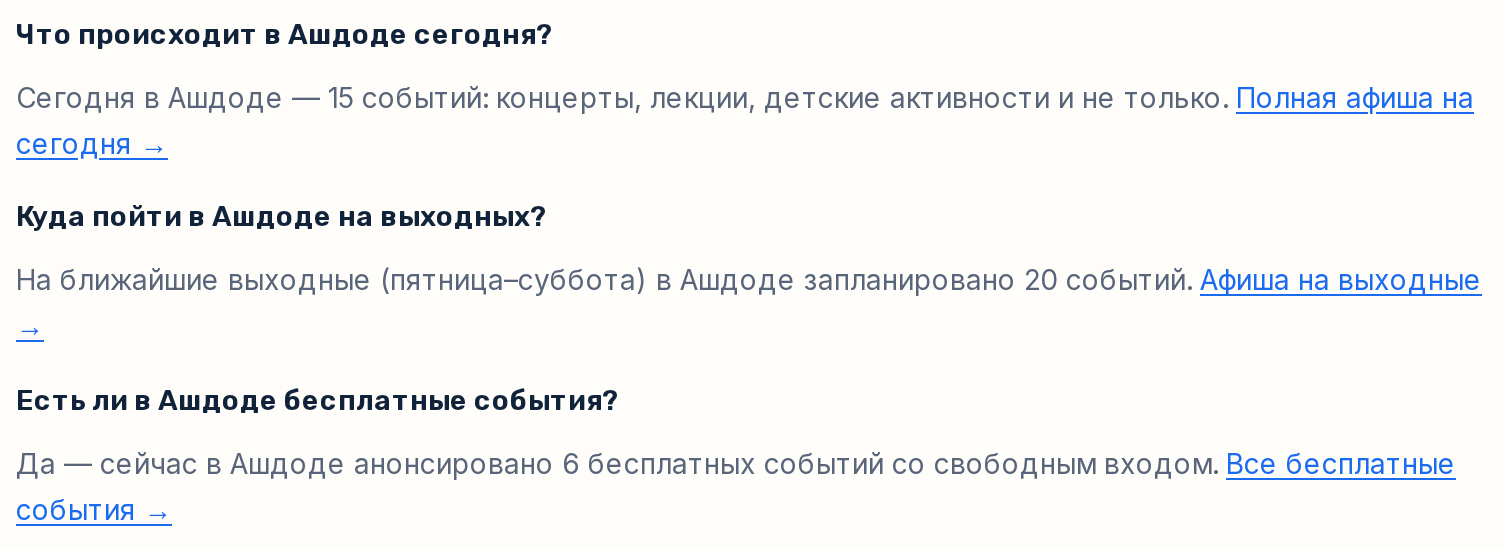 Что происходит в Ашдоде сегодня?
Сегодня в Ашдоде — 15 событий: концерты, лекции, детские активности и не только. Полная афиша на
сегодня →
Куда пойти в Ашдоде на выходных?
На ближайшие выходные (пятница–суббота) в Ашдоде запланировано 20 событий. Афиша на выходные
→
Есть ли в Ашдоде бесплатные события?
Да — сейчас в Ашдоде анонсировано 6 бесплатных событий со свободным входом. Все бесплатные
события →